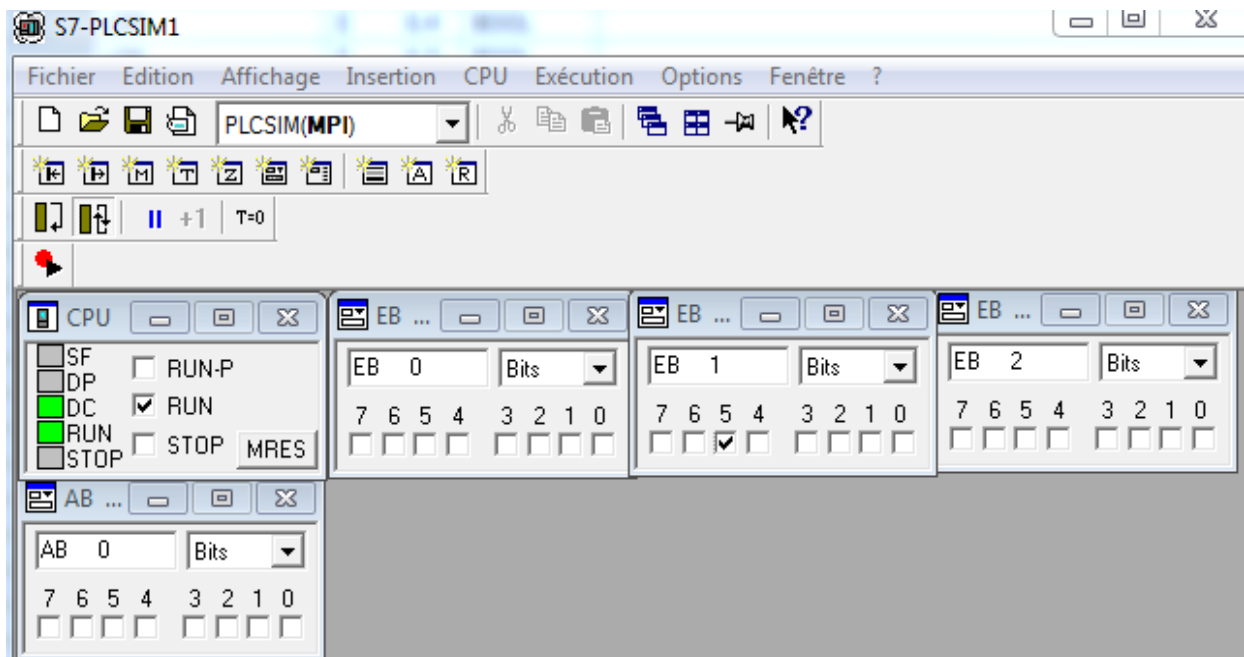 S7-PLCSIM1
Fichier Edition Affichage Insertion CPU Exécution Options Fenêtre ?
PLCSIM(MPI)
+1 T=0
CPU
SF
DP
DC
RUN
STOP
RUN-P
RUN
STOP
MRES
EB ...
EB 0 Bits
7 6 5 4 3 2 1 0
EB ...
EB 1 Bits
7 6 5 4 3 2 1 0
EB ...
EB 2 Bits
7 6 5 4 3 2 1 0
AB ...
AB 0 Bits
7 6 5 4 3 2 1 0